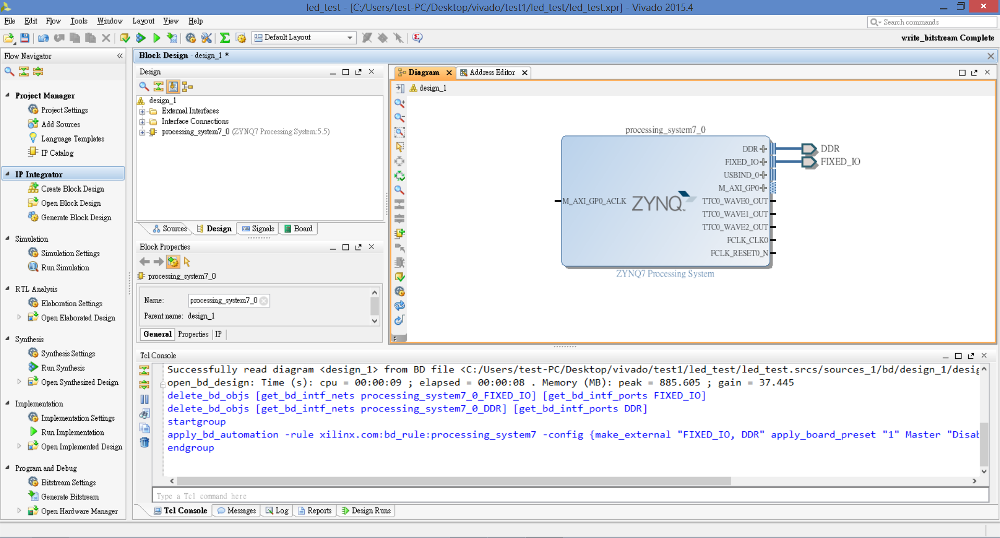 led_test - [C:/Users/test-PC/Desktop/vivado/test1/led_test/led_test.xpr] - Vivado 2015.4
File Edit Flow Tools Window Layout View Help
Search commands
Default Layout
write_bitstream Complete
Flow Navigator
Project Manager
Project Settings
Add Sources
Language Templates
IP Catalog
IP Integrator
Create Block Design
Open Block Design
Generate Block Design
Simulation
Simulation Settings
Run Simulation
RTL Analysis
Elaboration Settings
Open Elaborated Design
Synthesis
Synthesis Settings
Run Synthesis
Open Synthesized Design
Implementation
Implementation Settings
Run Implementation
Open Implemented Design
Program and Debug
Bitstream Settings
Generate Bitstream
Open Hardware Manager
Block Design - design_1 *
Design
design_1
External Interfaces
Interface Connections
processing_system7_0 (ZYNQ7 Processing System:5.5)
Sources Design Signals Board
Block Properties
processing_system7_0
Name: processing_system7_0
Parent name: design_1
General Properties IP
Diagram Address Editor
design_1
processing_system7_0
DDR
FIXED_IO
USBIND_0
M_AXI_GP0
M_AXI_GP0_ACLK
ZYNQ
TTC0_WAVE0_OUT
TTC0_WAVE1_OUT
TTC0_WAVE2_OUT
FCLK_CLK0
FCLK_RESET0_N
DDR
FIXED_IO
ZYNQ7 Processing System
Tcl Console
Successfully read diagram <design_1> from BD file <C:/Users/test-PC/Desktop/vivado/test1/led_test/led_test.srcs/sources_1/bd/design_1/desig
open_bd_design: Time (s): cpu = 00:00:09 ; elapsed = 00:00:08 . Memory (MB): peak = 885.605 ; gain = 37.445
delete_bd_objs [get_bd_intf_nets processing_system7_0_FIXED_IO] [get_bd_intf_ports FIXED_IO]
delete_bd_objs [get_bd_intf_nets processing_system7_0_DDR] [get_bd_intf_ports DDR]
startgroup
apply_bd_automation -rule xilinx.com:bd_rule:processing_system7 -config {make_external "FIXED_IO, DDR" apply_board_preset "1" Master "Disab
endgroup
Type a Tcl command here
Tcl Console Messages Log Reports Design Runs